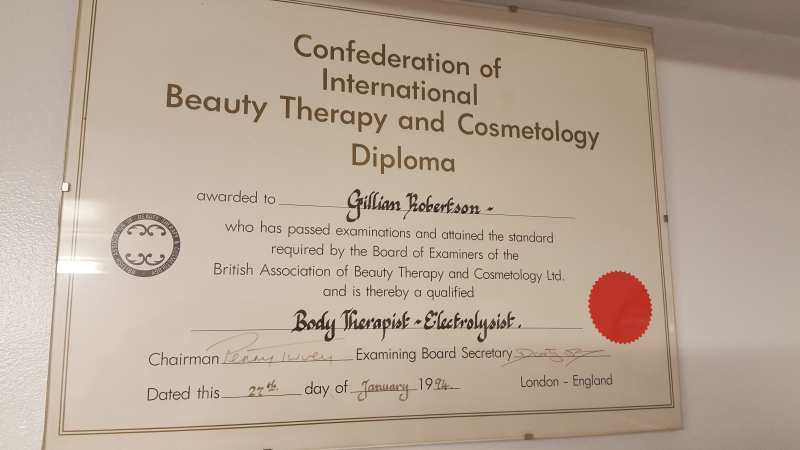 Confederation of
International
Beauty Therapy and Cosmetology
Diploma
awarded to Gillian Robertson -
who has passed examinations and attained the standard
required by the Board of Examiners of the
British Association of Beauty Therapy and Cosmetology Ltd.
and is thereby a qualified
Body Therapist - Electrolysist.
Chairman Examining Board Secretary
Dated this 27th. day of January 1994.
London - England